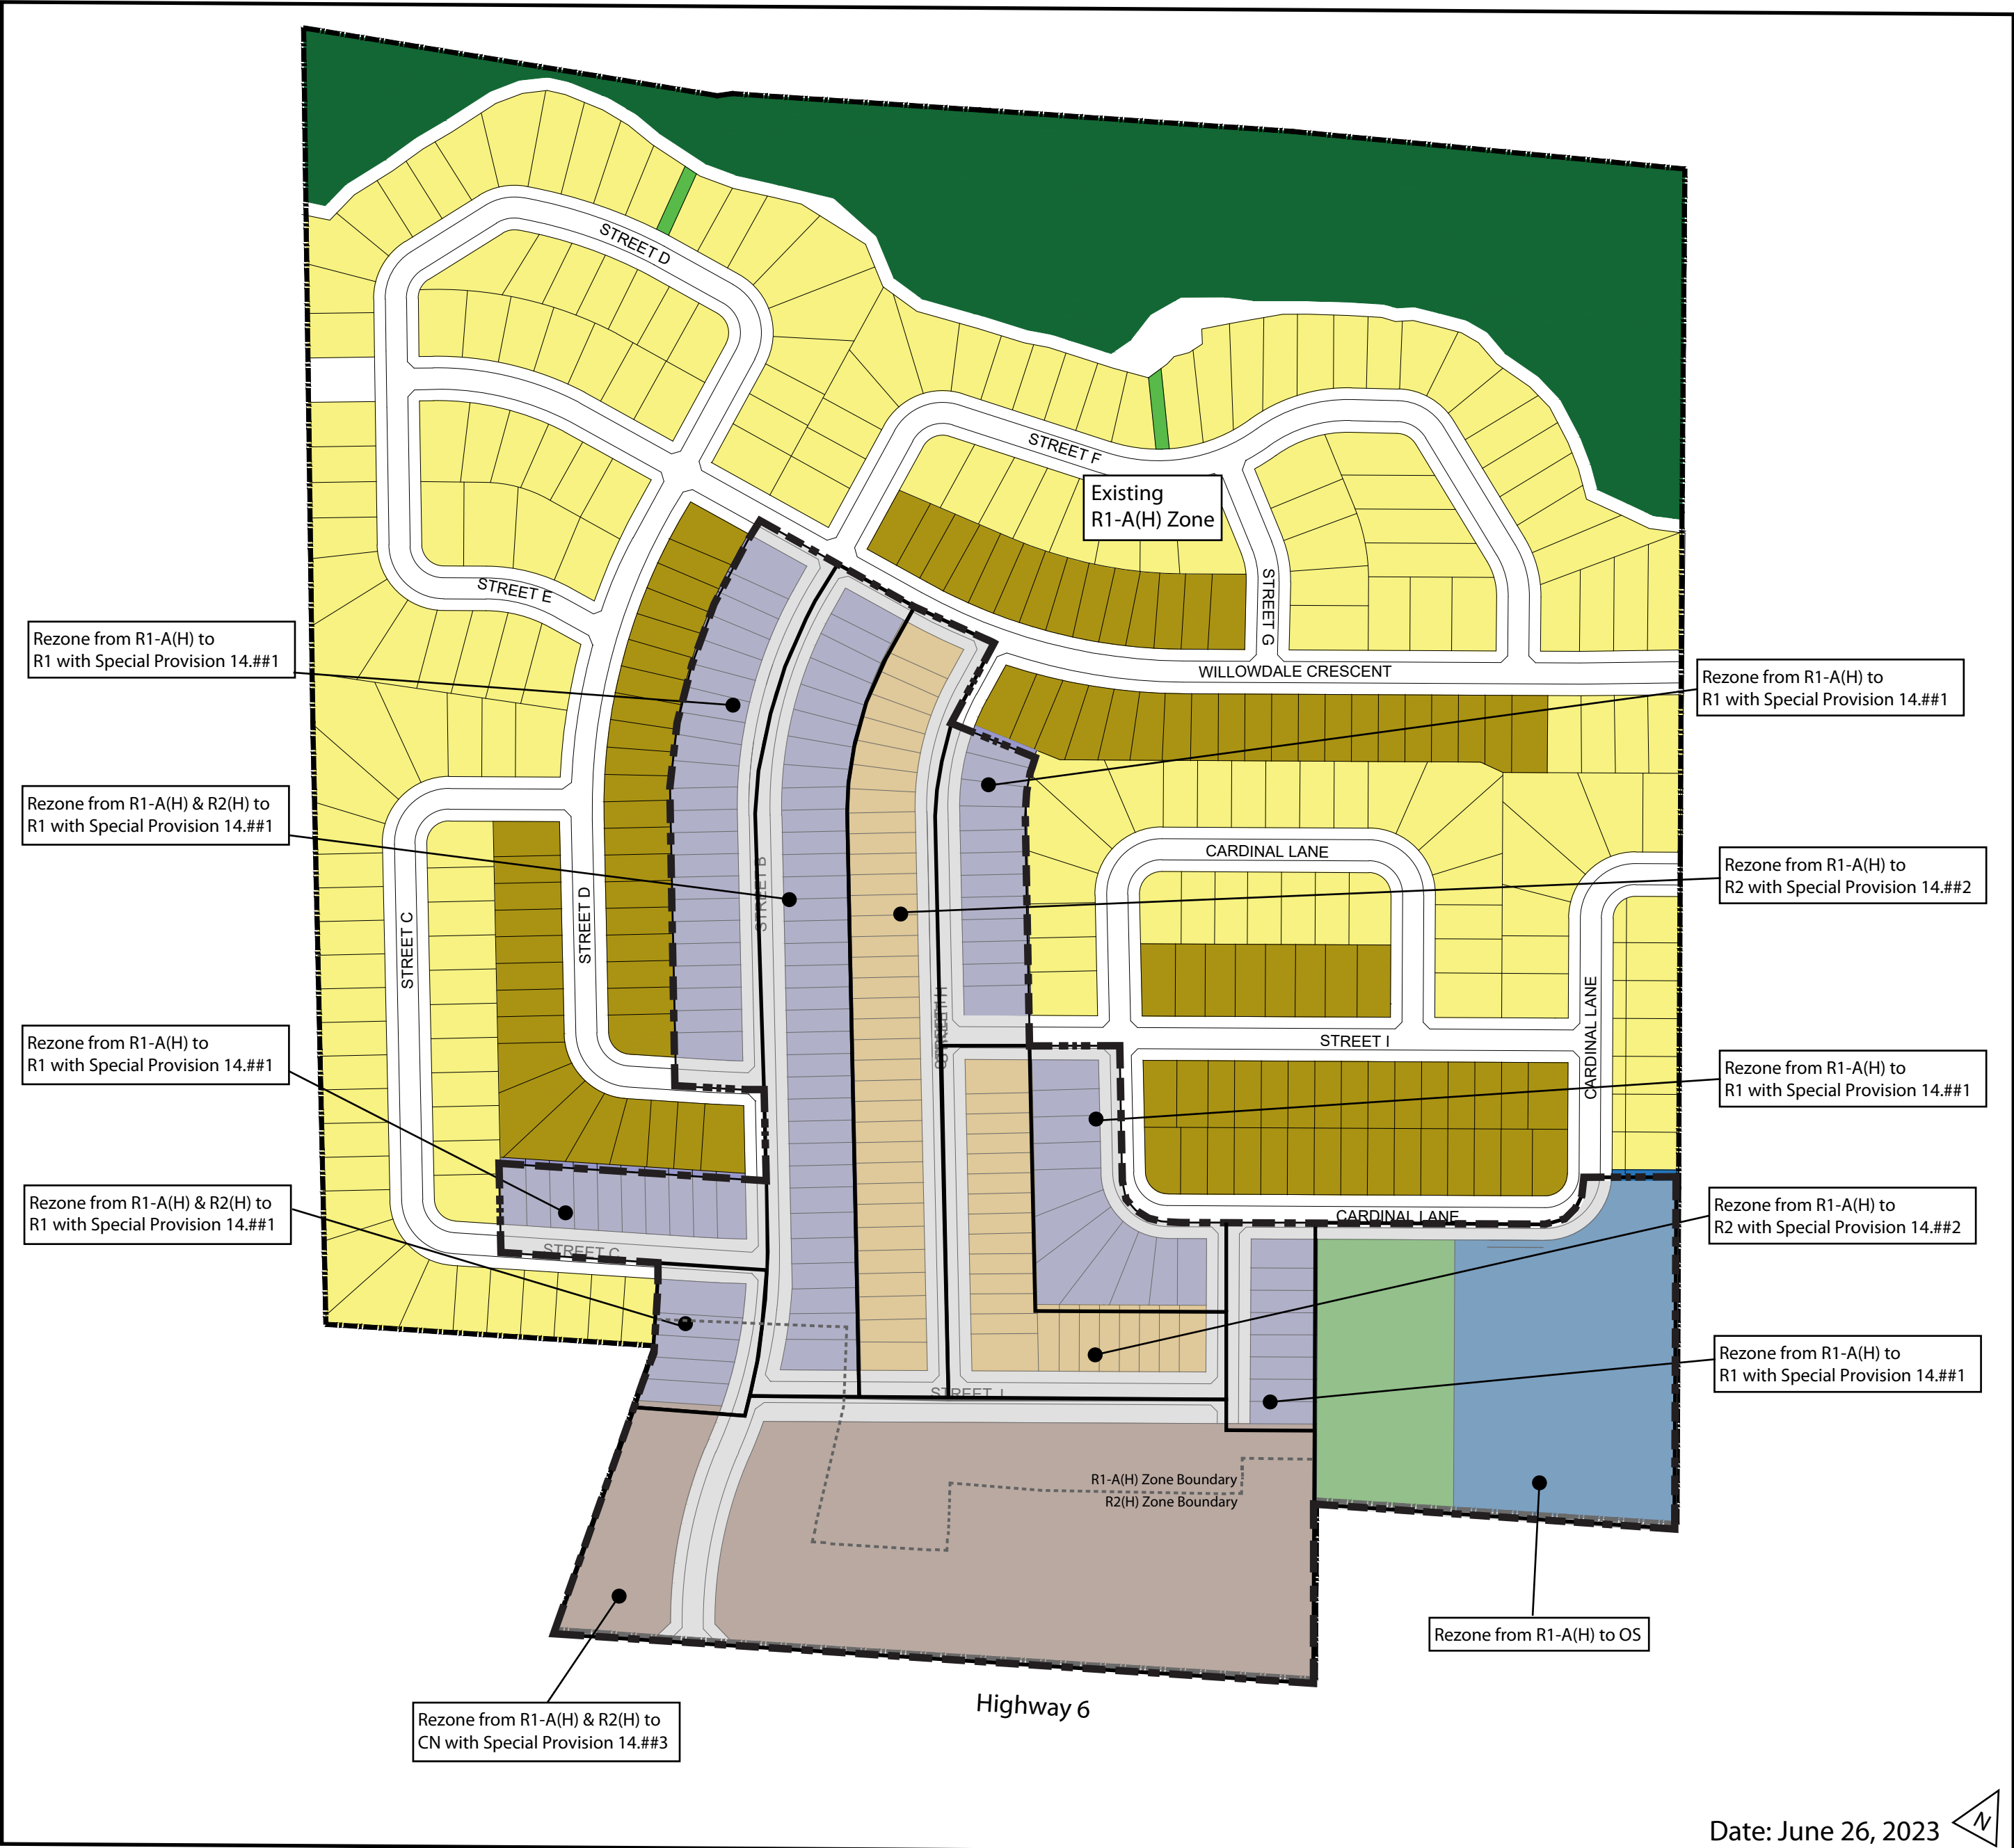 STREET D
STREET F
Existing
R1-A(H) Zone
STREET E
STREET G
WILLOWDALE CRESCENT
Rezone from R1-A(H) to
R1 with Special Provision 14.##1
Rezone from R1-A(H) to
R1 with Special Provision 14.##1
Rezone from R1-A(H) & R2(H) to
R1 with Special Provision 14.##1
STREET B
CARDINAL LANE
Rezone from R1-A(H) to
R2 with Special Provision 14.##2
STREET C
STREET D
STREET H
CARDINAL LANE
STREET I
Rezone from R1-A(H) to
R1 with Special Provision 14.##1
Rezone from R1-A(H) to
R1 with Special Provision 14.##1
Rezone from R1-A(H) & R2(H) to
R1 with Special Provision 14.##1
CARDINAL LANE
Rezone from R1-A(H) to
R2 with Special Provision 14.##2
STREET C
Rezone from R1-A(H) to
R1 with Special Provision 14.##1
STREET
R1-A(H) Zone Boundary
R2(H) Zone Boundary
Rezone from R1-A(H) to OS
Highway 6
Rezone from R1-A(H) & R2(H) to
CN with Special Provision 14.##3
Date: June 26, 2023
N